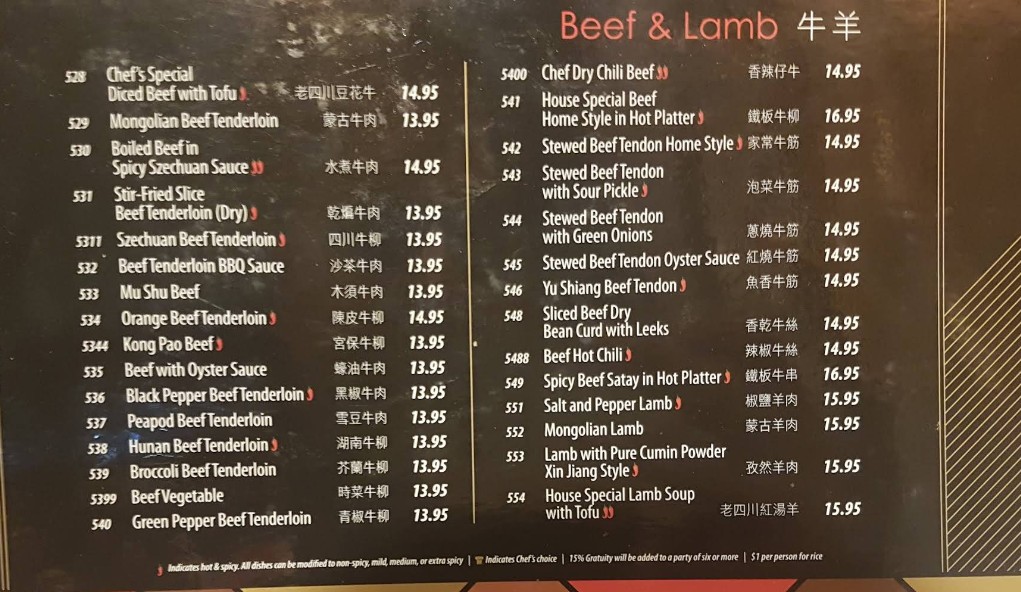 Beef & Lamb 牛羊
528 Chef's Special
Diced Beef with Tofu 老四川豆花牛 14.95
529 Mongolian Beef Tenderloin 蒙古牛肉 13.95
530 Boiled Beef in
Spicy Szechuan Sauce 水煮牛肉 14.95
531 Stir-Fried Slice
Beef Tenderloin (Dry) 乾煸牛肉 13.95
5311 Szechuan Beef Tenderloin 四川牛柳 13.95
532 Beef Tenderloin BBQ Sauce 沙茶牛肉 13.95
533 Mu Shu Beef 木須牛肉 13.95
534 Orange Beef Tenderloin 陳皮牛柳 14.95
5344 Kong Pao Beef 宮保牛柳 13.95
535 Beef with Oyster Sauce 蠔油牛肉 13.95
536 Black Pepper Beef Tenderloin 黑椒牛肉 13.95
537 Peapod Beef Tenderloin 雪豆牛肉 13.95
538 Hunan Beef Tenderloin 湖南牛柳 13.95
539 Broccoli Beef Tenderloin 芥蘭牛柳 13.95
5399 Beef Vegetable 時菜牛柳 13.95
540 Green Pepper Beef Tenderloin 青椒牛柳 13.95
5400 Chef Dry Chili Beef 香辣仔牛 14.95
541 House Special Beef
Home Style in Hot Platter 鐵板牛柳 16.95
542 Stewed Beef Tendon Home Style 家常牛筋 14.95
543 Stewed Beef Tendon
with Sour Pickle 泡菜牛筋 14.95
544 Stewed Beef Tendon
with Green Onions 蔥燒牛筋 14.95
545 Stewed Beef Tendon Oyster Sauce 紅燒牛筋 14.95
546 Yu Shiang Beef Tendon 魚香牛筋 14.95
548 Sliced Beef Dry
Bean Curd with Leeks 香乾牛絲 14.95
5488 Beef Hot Chili 辣椒牛絲 14.95
549 Spicy Beef Satay in Hot Platter 鐵板牛串 16.95
551 Salt and Pepper Lamb 椒鹽羊肉 15.95
552 Mongolian Lamb 蒙古羊肉 15.95
553 Lamb with Pure Cumin Powder
Xin Jiang Style 孜然羊肉 15.95
554 House Special Lamb Soup
with Tofu 老四川紅湯羊 15.95
Indicates hot & spicy. All dishes can be modified to non-spicy, mild, medium, or extra spicy | Indicates Chef's choice | 15% Gratuity will be added to a party of six or more | $1 per person for rice